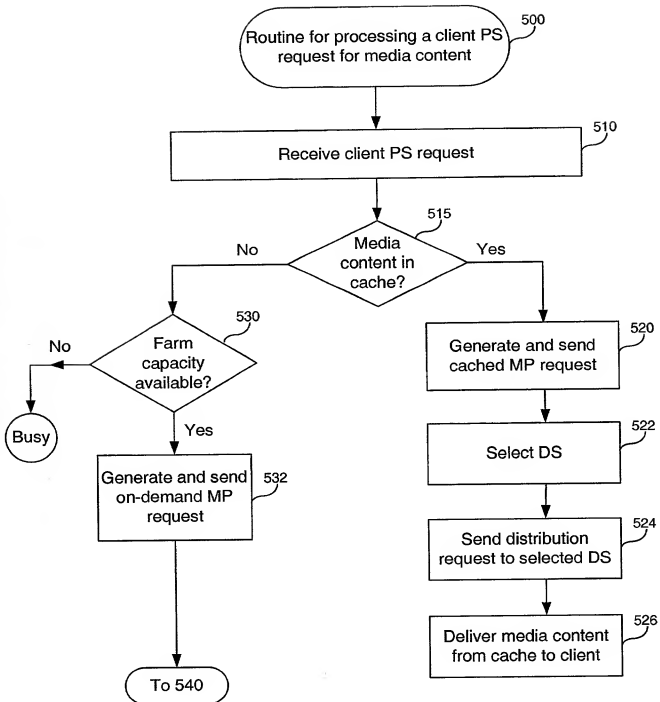 Routine for processing a client PS
request for media content
500
Receive client PS request
510
Media
content in
cache?
515
No
Yes
Farm
capacity
available?
530
No
Busy
Yes
Generate and send
on-demand MP
request
532
To 540
Generate and send
cached MP request
520
Select DS
522
Send distribution
request to selected DS
524
Deliver media content
from cache to client
526